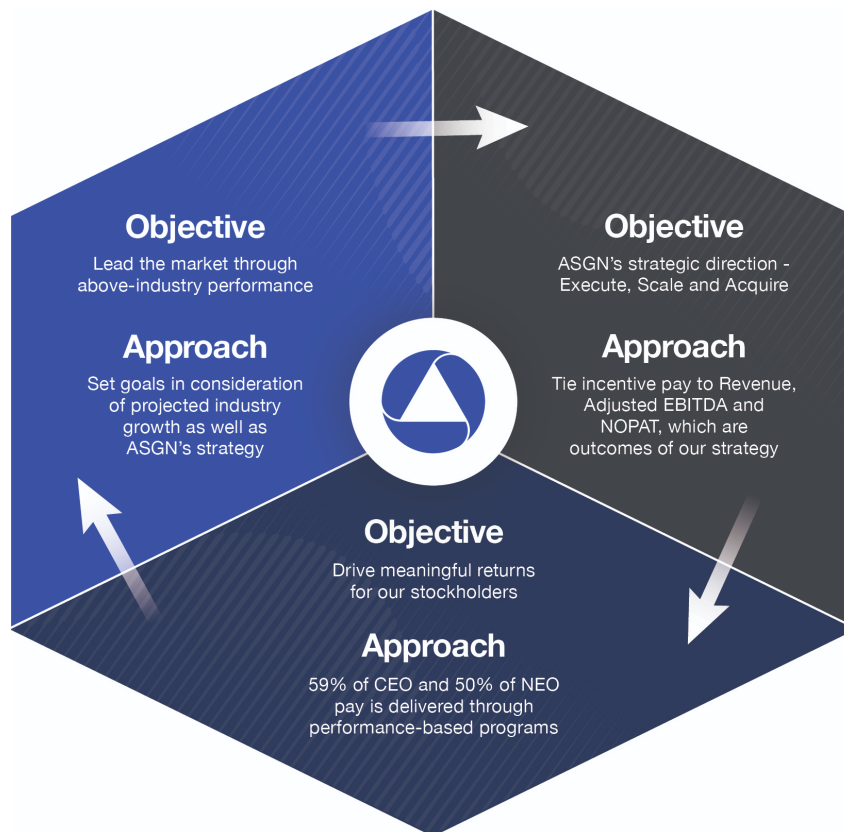 Objective
Lead the market through
above-industry performance
Approach
Set goals in consideration
of projected industry
growth as well as
ASGN’s strategy
Objective
ASGN’s strategic direction -
Execute, Scale and Acquire
Approach
Tie incentive pay to Revenue,
Adjusted EBITDA and
NOPAT, which are
outcomes of our strategy
Objective
Drive meaningful returns
for our stockholders
Approach
59% of CEO and 50% of NEO
pay is delivered through
performance-based programs